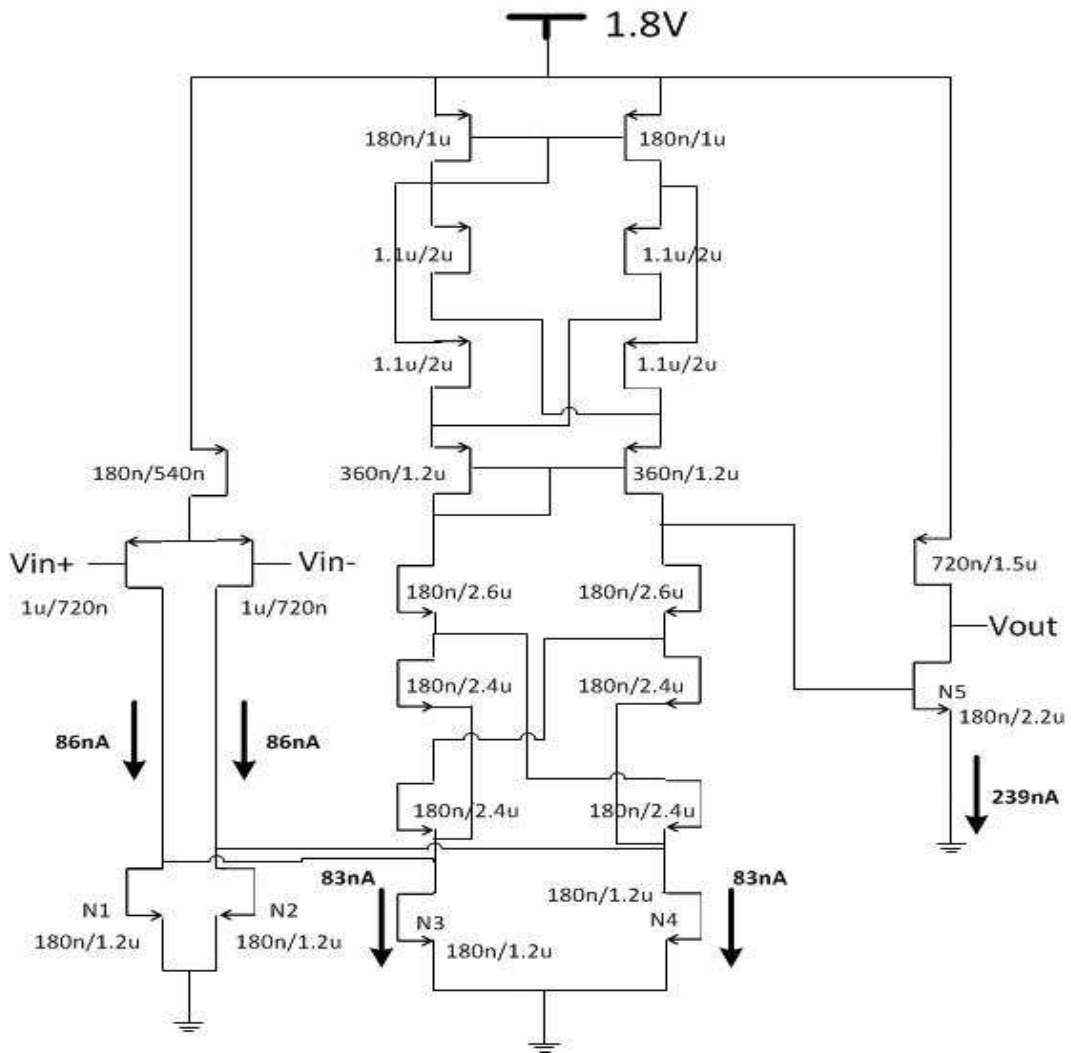 1.8V
180n/1u
180n/1u
1.1u/2u
1.1u/2u
1.1u/2u
1.1u/2u
180n/540n
360n/1.2u
360n/1.2u
Vin+
Vin-
720n/1.5u
1u/720n
1u/720n
180n/2.6u
180n/2.6u
Vout
180n/2.4u
180n/2.4u
N5
180n/2.2u
86nA
86nA
180n/2.4u
180n/2.4u
239nA
83nA
180n/1.2u
83nA
N1
N2
N3
N4
180n/1.2u
180n/1.2u
180n/1.2u